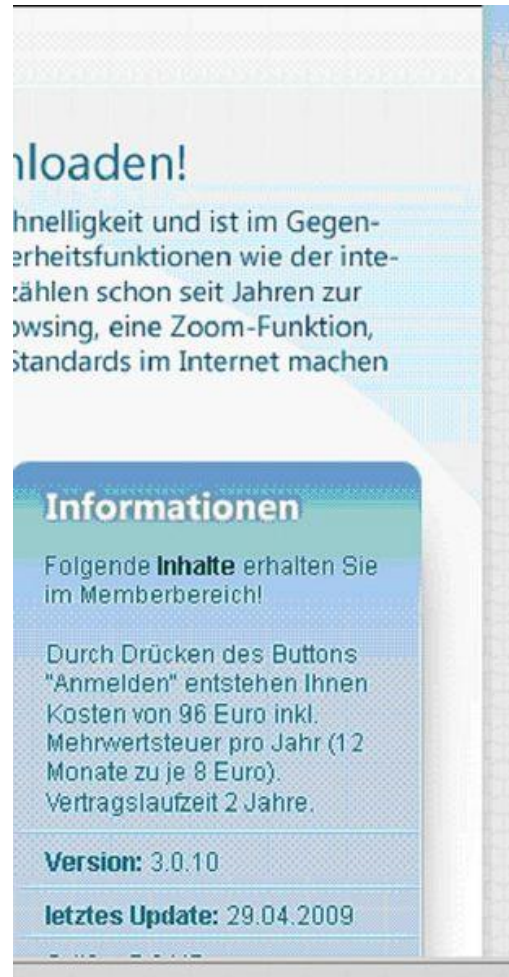 nloaden!
hnelligkeit und ist im Gegen-
erheitsfunktionen wie der inte-
zählen schon seit Jahren zur
owsing, eine Zoom-Funktion,
Standards im Internet machen
Informationen
Folgende Inhalte erhalten Sie
im Memberbereich!
Durch Drücken des Buttons
"Anmelden" entstehen Ihnen
Kosten von 96 Euro inkl.
Mehrwertsteuer pro Jahr (12
Monate zu je 8 Euro).
Vertragslaufzeit 2 Jahre.
Version: 3.0.10
letztes Update: 29.04.2009